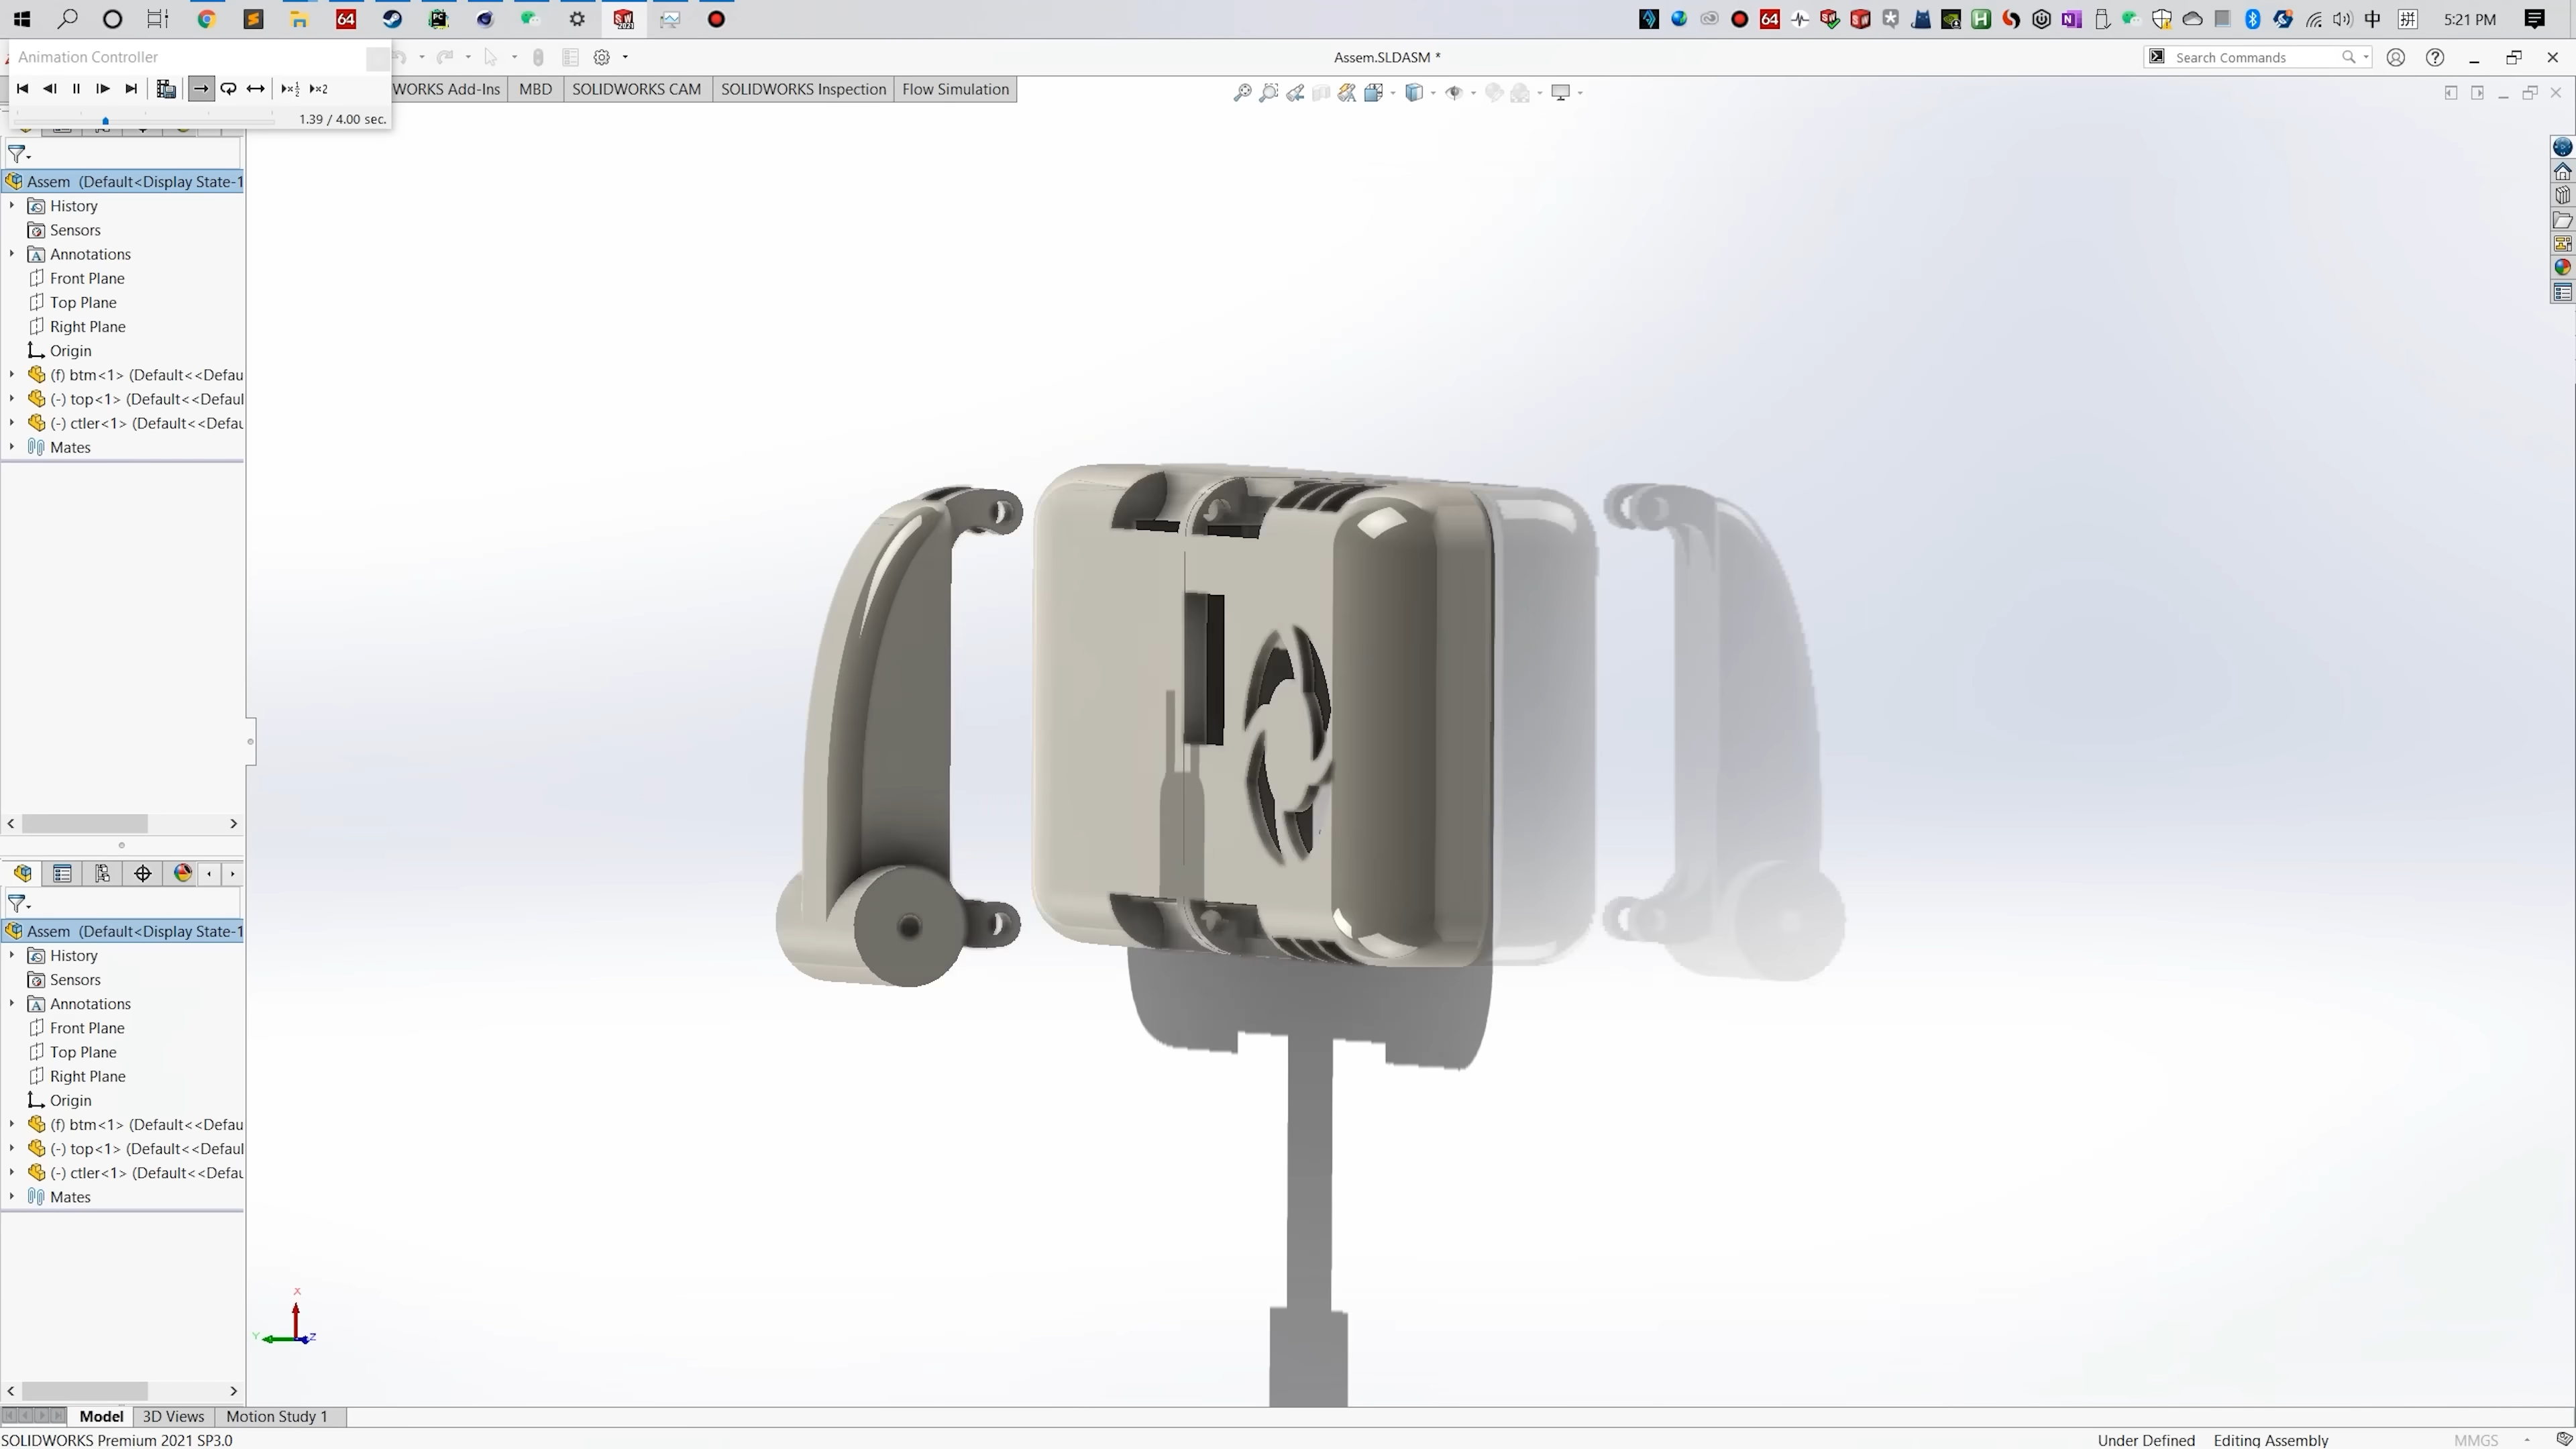 64
64
中
拼
5:21 PM
Animation Controller
Assem.SLDASM *
Search Commands
WORKS Add-Ins
MBD
SOLIDWORKS CAM
SOLIDWORKS Inspection
Flow Simulation
1.39 / 4.00 sec.
Assem (Default<Display State-1
History
Sensors
Annotations
Front Plane
Top Plane
Right Plane
Origin
(f) btm<1> (Default<<Defau
(-) top<1> (Default<<Defaul
(-) ctler<1> (Default<<Defau
Mates
Assem (Default<Display State-1
History
Sensors
Annotations
Front Plane
Top Plane
Right Plane
Origin
(f) btm<1> (Default<<Defau
(-) top<1> (Default<<Defaul
(-) ctler<1> (Default<<Defau
Mates
X
Y
Z
Model
3D Views
Motion Study 1
SOLIDWORKS Premium 2021 SP3.0
Under Defined
Editing Assembly
MMGS